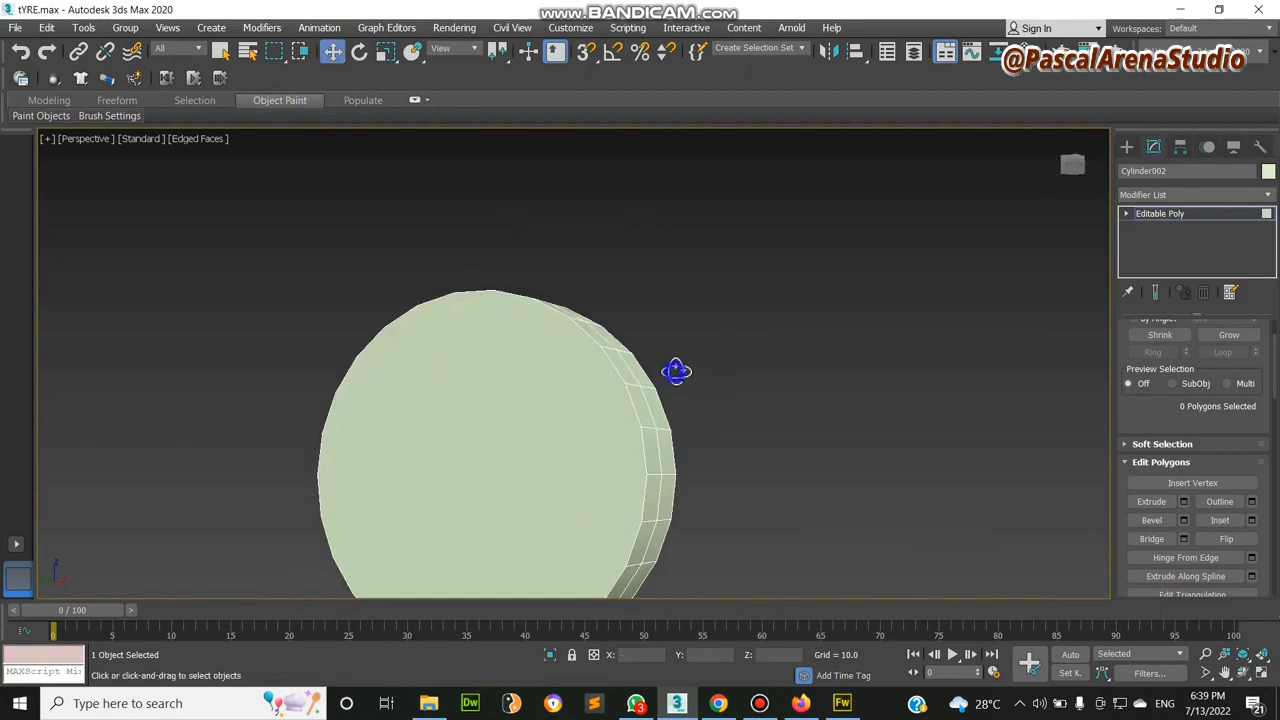 tYRE.max - Autodesk 3ds Max 2020
WWW.BANDICAM.COM
File Edit Tools Group Views Create Modifiers Animation Graph Editors Rendering Civil View Customize Scripting Interactive Content Arnold Help
Sign In
Workspaces: Default
All
View
Create Selection Set
@PascalArenaStudio
Modeling Freeform Selection Object Paint Populate
Paint Objects Brush Settings
[+] [Perspective ] [Standard ] [Edged Faces ]
Cylinder002
Modifier List
Editable Poly
By Angle:
Shrink Grow
Ring Loop
Preview Selection
Off SubObj Multi
0 Polygons Selected
Soft Selection
Edit Polygons
Insert Vertex
Extrude Outline
Bevel Inset
Bridge Flip
Hinge From Edge
Extrude Along Spline
Edit Triangulation
0 / 100
0 5 10 15 20 25 30 35 40 45 50 55 60 65 70 75 80 85 90 95 100
1 Object Selected
X: Y: Z: Grid = 10.0
Auto Selected
MAXScript Mi
Click or click-and-drag to select objects
Add Time Tag
0
Set K. Filters...
Type here to search
28°C
ENG
6:39 PM
7/13/2022